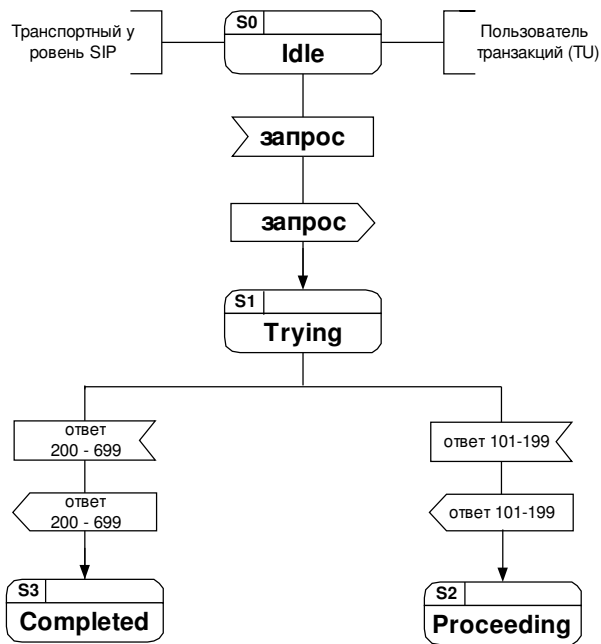 Транспортный у
ровень SIP
S0
Idle
Пользователь
транзакций (TU)
запрос
запрос
S1
Trying
ответ
200 - 699
ответ 101-199
ответ
200 - 699
ответ 101-199
S3
Completed
S2
Proceeding